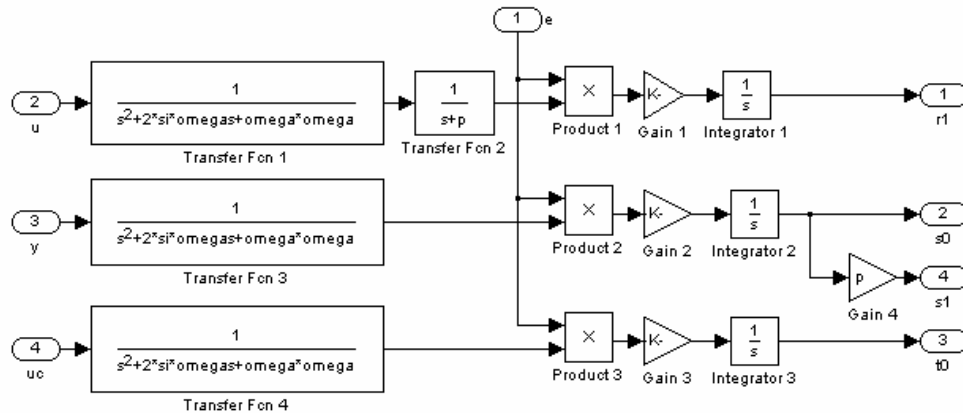 1
e
2
u
1
s²+2*si*omegas+omega*omega
Transfer Fcn 1
1
s+p
Transfer Fcn 2
×
Product 1
K-
Gain 1
1
s
Integrator 1
1
r1
3
y
1
s²+2*si*omegas+omega*omega
Transfer Fcn 3
×
Product 2
K-
Gain 2
1
s
Integrator 2
2
s0
p
Gain 4
4
s1
4
uc
1
s²+2*si*omegas+omega*omega
Transfer Fcn 4
×
Product 3
K-
Gain 3
1
s
Integrator 3
3
t0